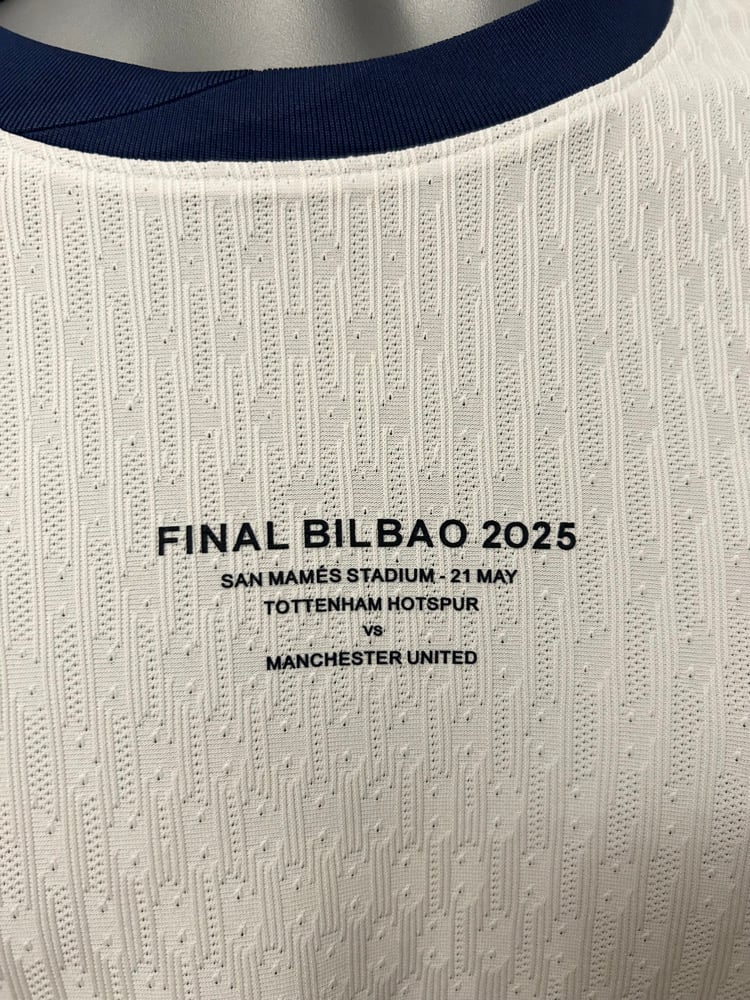 FINAL BILBAO 2025
SAN MAMÉS STADIUM - 21 MAY
TOTTENHAM HOTSPUR
VS
MANCHESTER UNITED